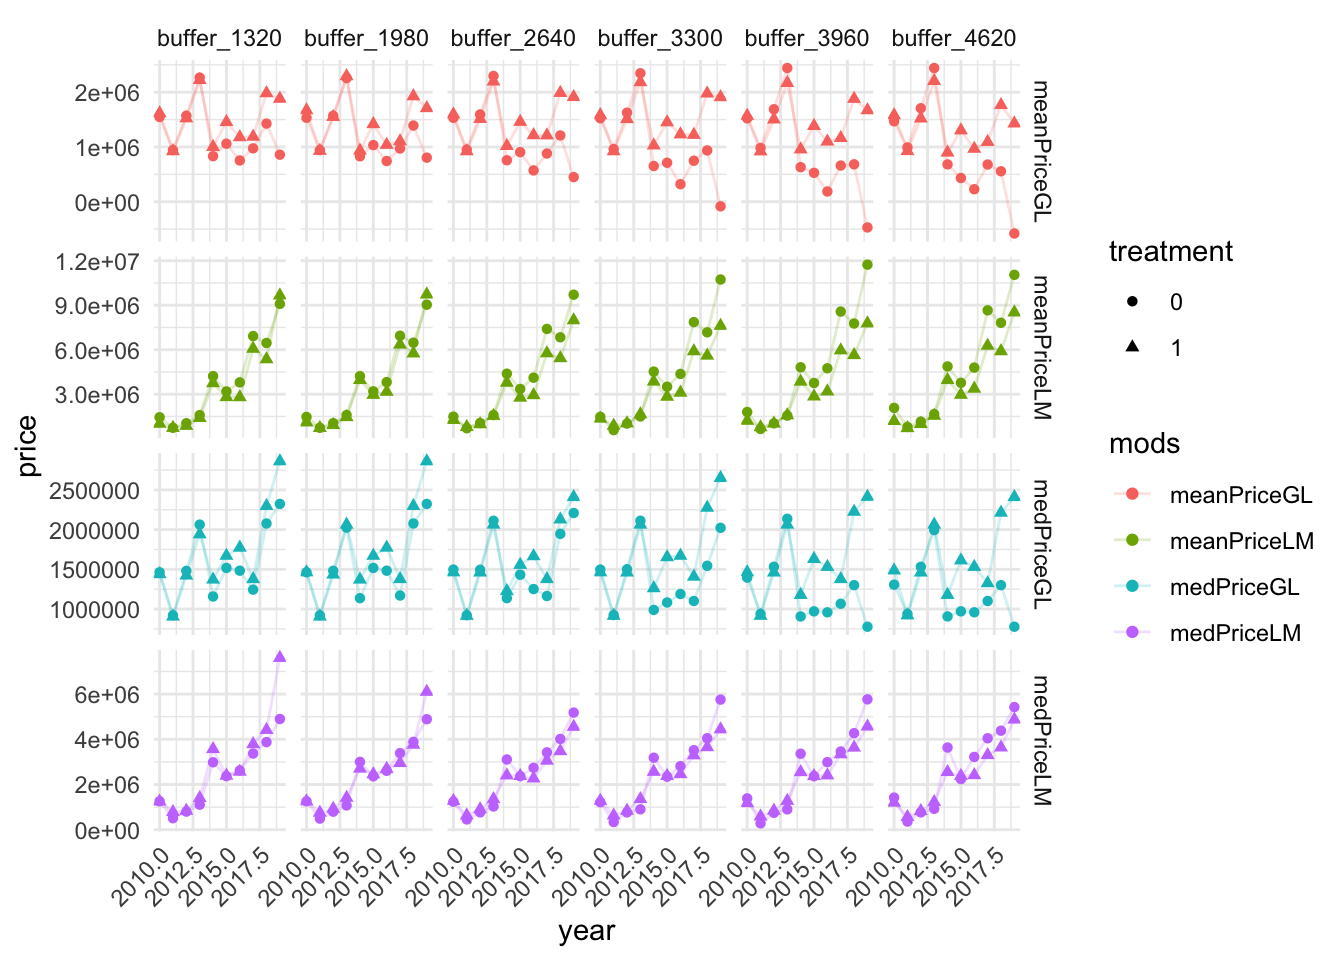 buffer_1320 buffer_1980 buffer_2640 buffer_3300 buffer_3960 buffer_4620
2e+06
1e+06
0e+00
meanPriceGL
1.2e+07
9.0e+06
6.0e+06
3.0e+06
meanPriceLM
2500000
2000000
1500000
1000000
medPriceGL
6e+06
4e+06
2e+06
0e+00
medPriceLM
2010.0 2012.5 2015.0 2017.5 2010.0 2012.5 2015.0 2017.5 2010.0 2012.5 2015.0 2017.5 2010.0 2012.5 2015.0 2017.5 2010.0 2012.5 2015.0 2017.5 2010.0 2012.5 2015.0 2017.5
year
price
treatment
0
1
mods
meanPriceGL
meanPriceLM
medPriceGL
medPriceLM